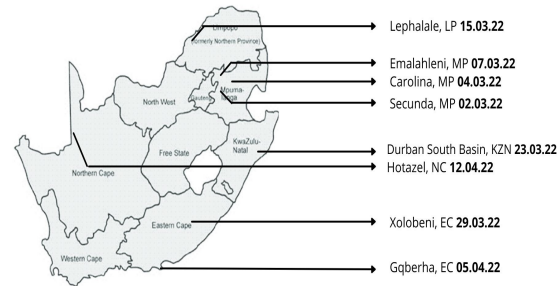 Limpopo
(formerly Northern Province)
North West
Gauteng
Mpuma-
langa
Free State
KwaZulu-
Natal
Northern Cape
Eastern Cape
Western Cape
Lephalale, LP 15.03.22
Emalahleni, MP 07.03.22
Carolina, MP 04.03.22
Secunda, MP 02.03.22
Durban South Basin, KZN 23.03.22
Hotazel, NC 12.04.22
Xolobeni, EC 29.03.22
Gqberha, EC 05.04.22